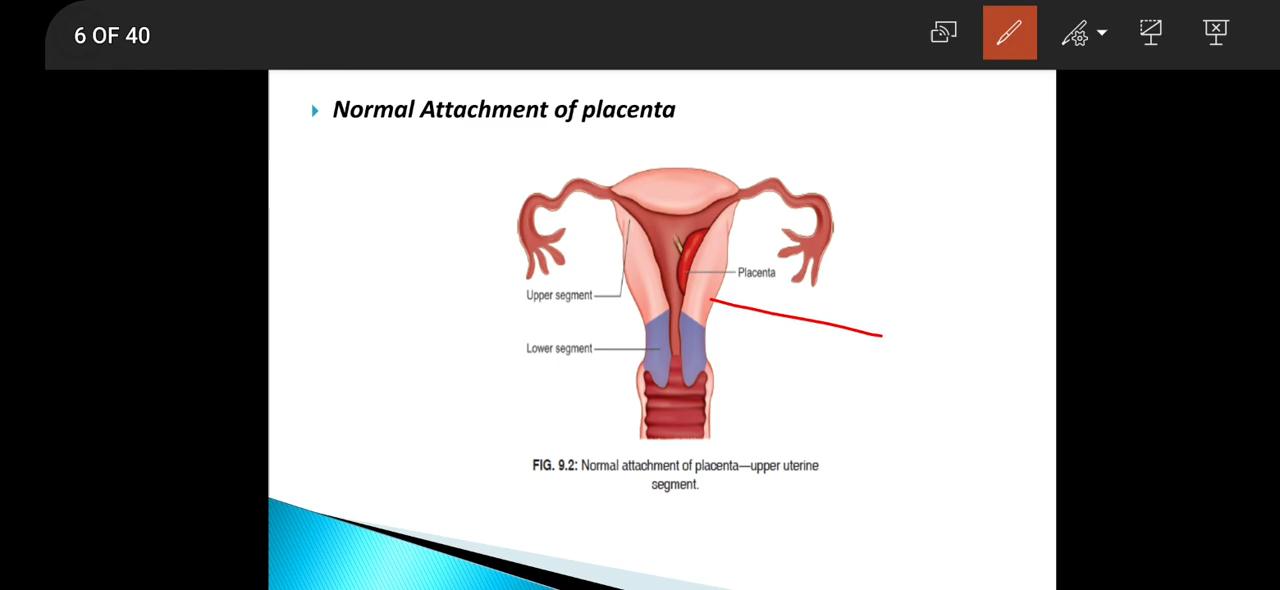 6 OF 40
Normal Attachment of placenta
Placenta
Upper segment
Lower segment
FIG. 9.2: Normal attachment of placenta—upper uterine
segment.